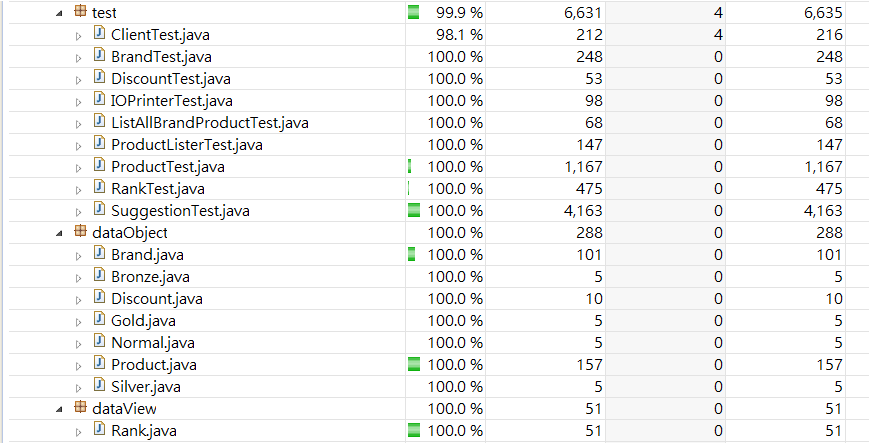 test 99.9 % 6,631 4 6,635
ClientTest.java 98.1 % 212 4 216
BrandTest.java 100.0 % 248 0 248
DiscountTest.java 100.0 % 53 0 53
IOPrinterTest.java 100.0 % 98 0 98
ListAllBrandProductTest.java 100.0 % 68 0 68
ProductListerTest.java 100.0 % 147 0 147
ProductTest.java 100.0 % 1,167 0 1,167
RankTest.java 100.0 % 475 0 475
SuggestionTest.java 100.0 % 4,163 0 4,163
dataObject 100.0 % 288 0 288
Brand.java 100.0 % 101 0 101
Bronze.java 100.0 % 5 0 5
Discount.java 100.0 % 10 0 10
Gold.java 100.0 % 5 0 5
Normal.java 100.0 % 5 0 5
Product.java 100.0 % 157 0 157
Silver.java 100.0 % 5 0 5
dataView 100.0 % 51 0 51
Rank.java 100.0 % 51 0 51